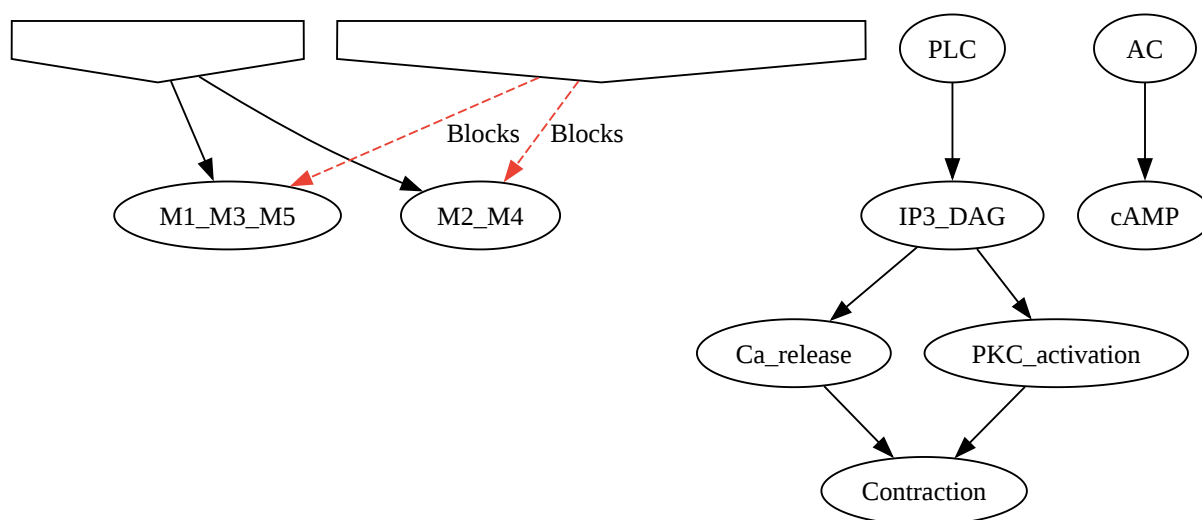 PLC
AC
Blocks
Blocks
M1_M3_M5
M2_M4
IP3_DAG
cAMP
Ca_release
PKC_activation
Contraction